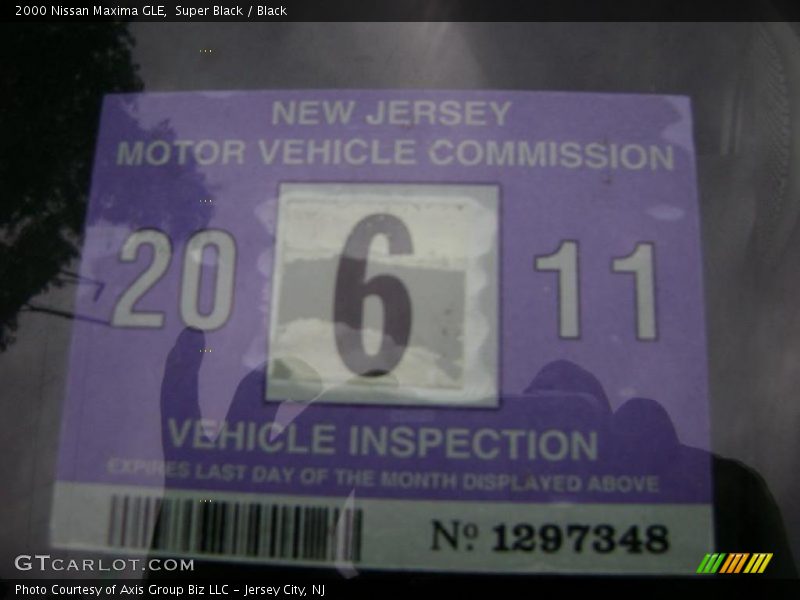 2000 Nissan Maxima GLE, Super Black / Black
NEW JERSEY
MOTOR VEHICLE COMMISSION
20 6 11
VEHICLE INSPECTION
EXPIRES LAST DAY OF THE MONTH DISPLAYED ABOVE
Nº 1297348
GTCARLOT.COM
Photo Courtesy of Axis Group Biz LLC - Jersey City, NJ